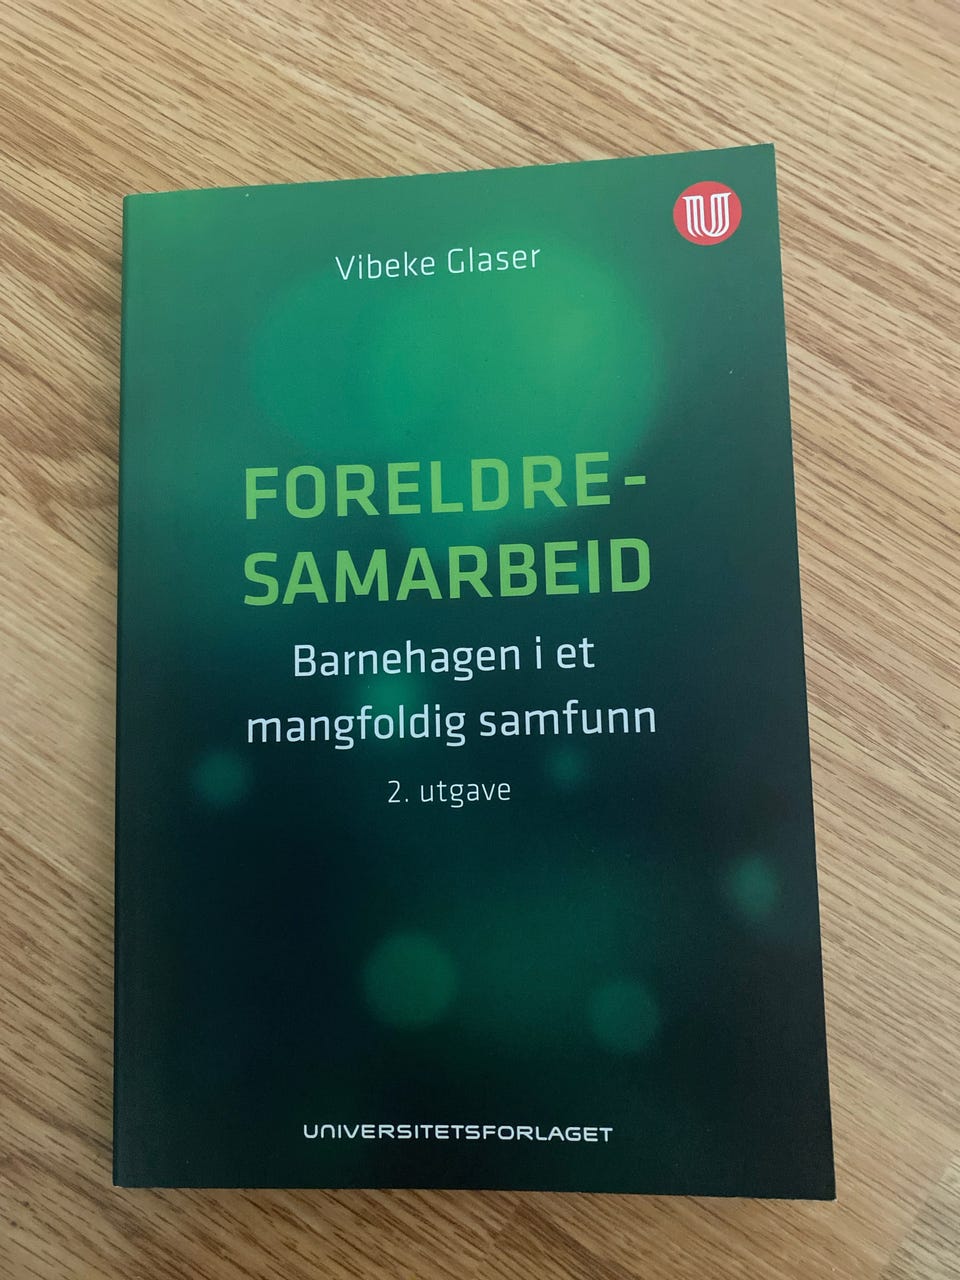 Vibeke Glaser
FORELDRE-
SAMARBEID
Barnehagen i et
mangfoldig samfunn
2. utgave
UNIVERSITETSFORLAGET